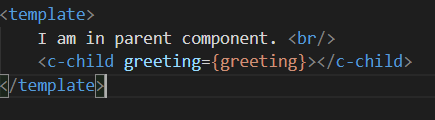 <template>
I am in parent component. <br/>
<c-child greeting={greeting}></c-child>
</template>